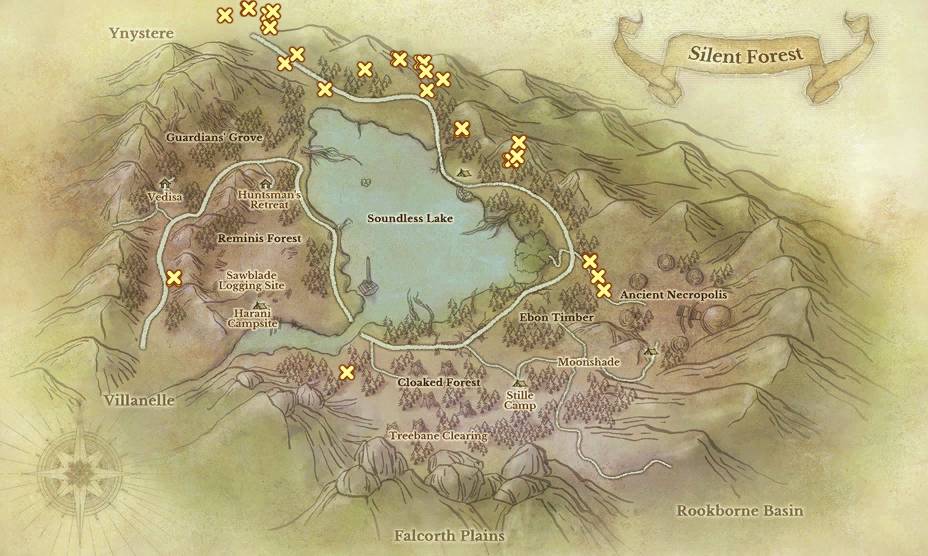 Ynystere
Silent Forest
Guardians' Grove
Vedisa
Huntsman's
Retreat
Soundless Lake
Reminis Forest
Sawblade
Logging Site
Harani
Campsite
Ancient Necropolis
Ebon Timber
Moonshade
Cloaked Forest
Stille
Camp
Villanelle
Treebane Clearing
Rookborne Basin
Falcorth Plains